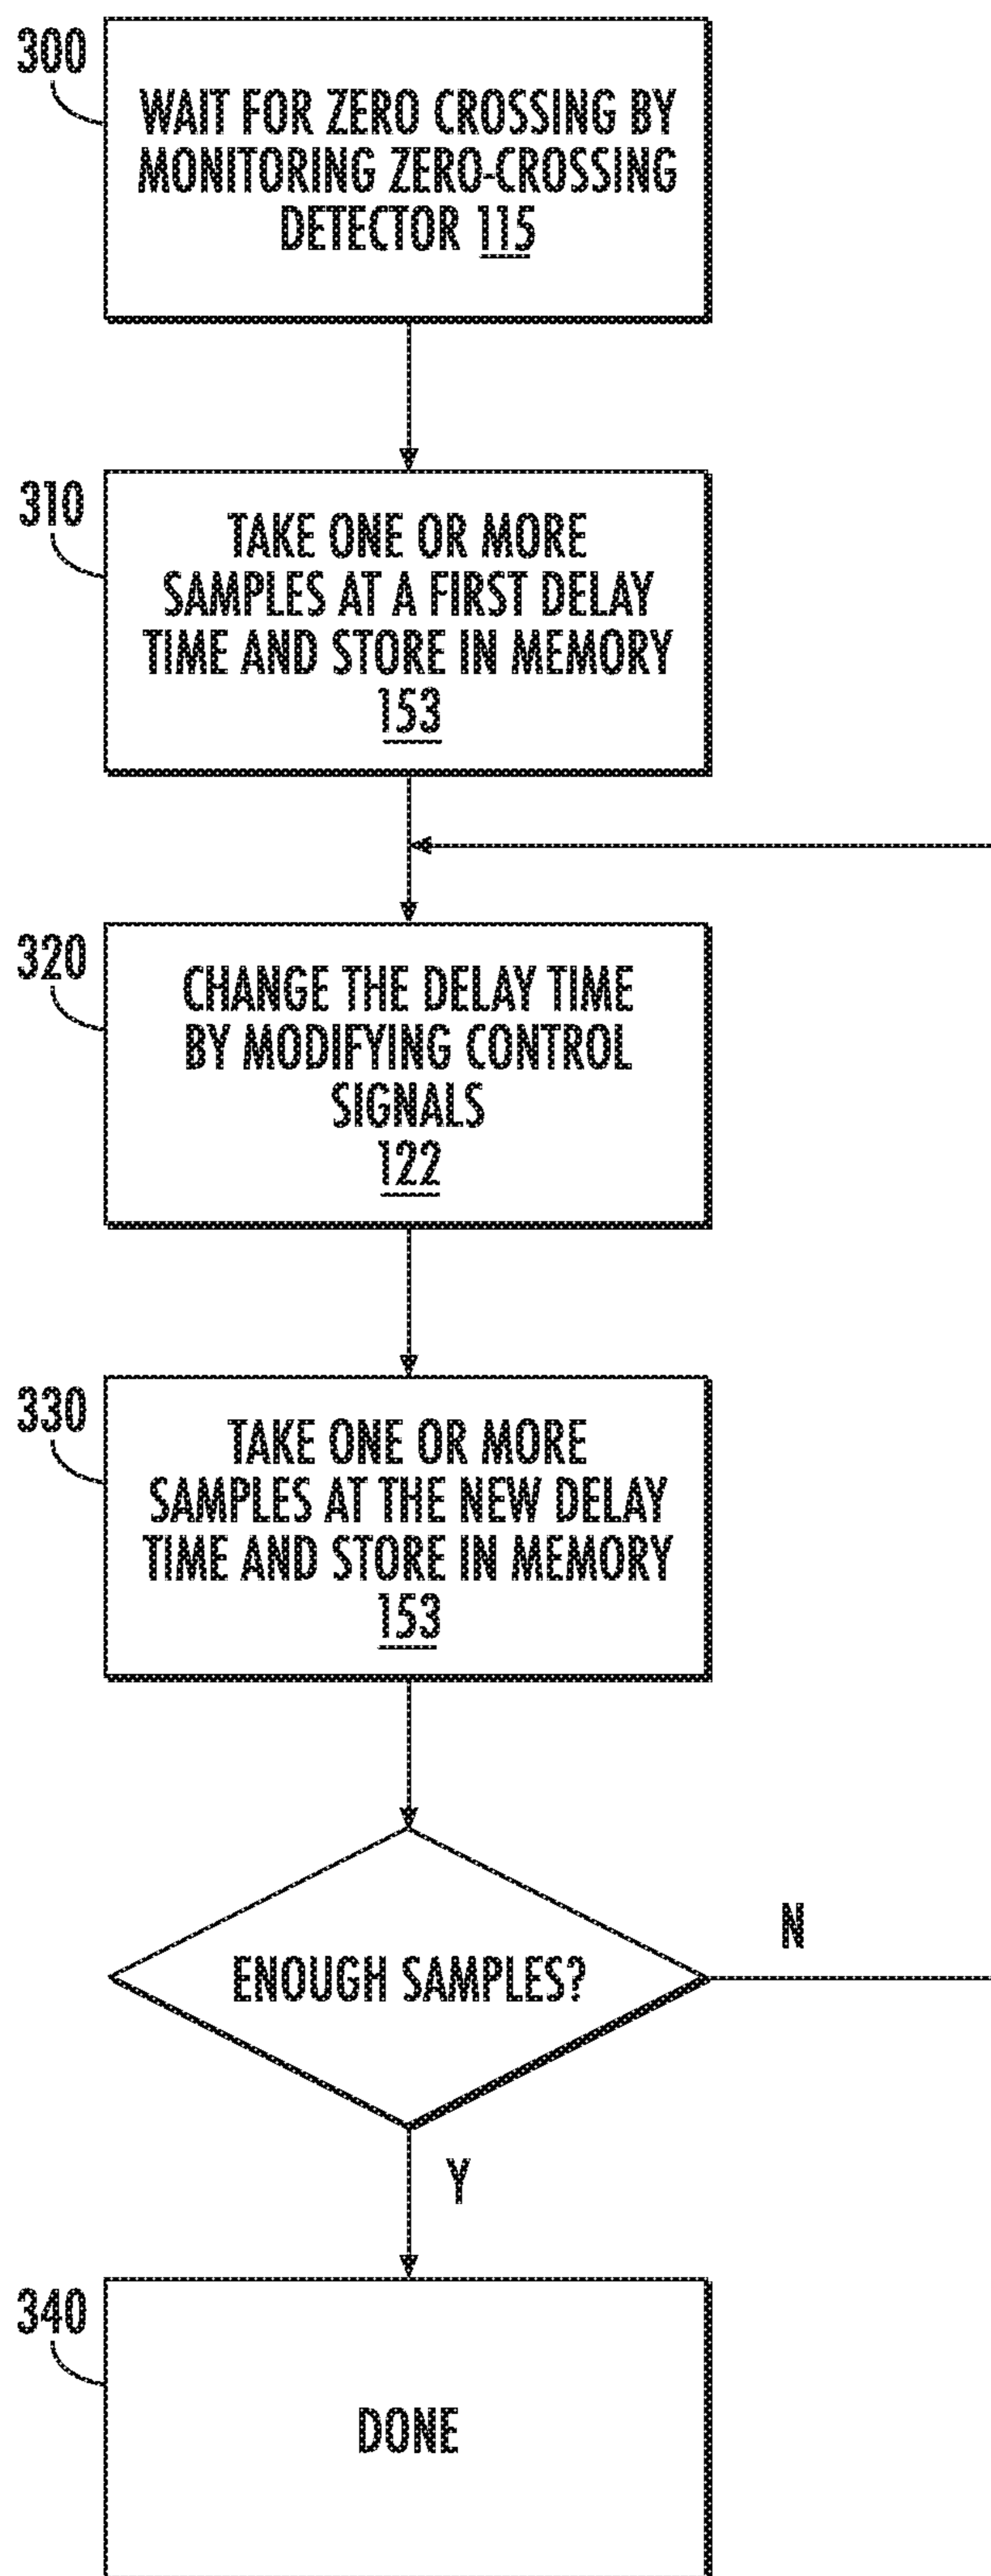 300
WAIT FOR ZERO CROSSING BY
MONITORING ZERO-CROSSING
DETECTOR 115
310
TAKE ONE OR MORE
SAMPLES AT A FIRST DELAY
TIME AND STORE IN MEMORY
153
320
CHANGE THE DELAY TIME
BY MODIFYING CONTROL
SIGNALS
122
330
TAKE ONE OR MORE
SAMPLES AT THE NEW DELAY
TIME AND STORE IN MEMORY
153
N
ENOUGH SAMPLES?
Y
340
DONE